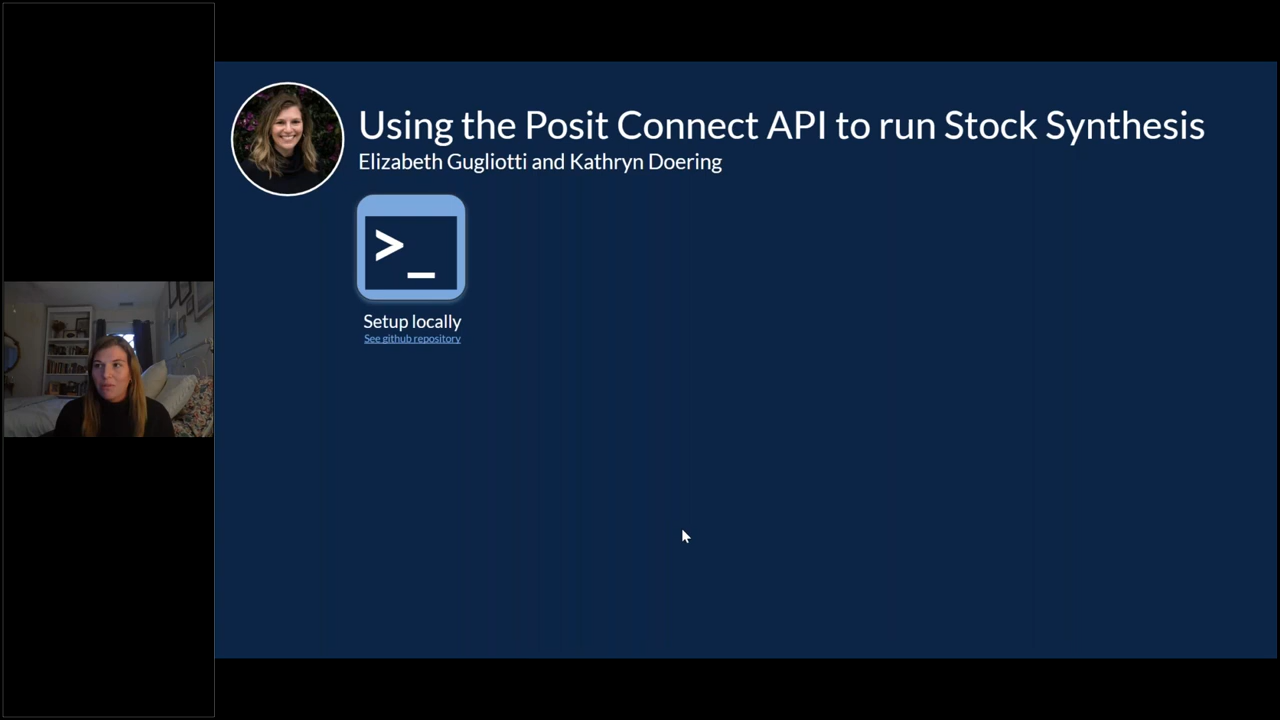 Using the Posit Connect API to run Stock Synthesis
Elizabeth Gugliotti and Kathryn Doering
>_
Setup locally
See github repository